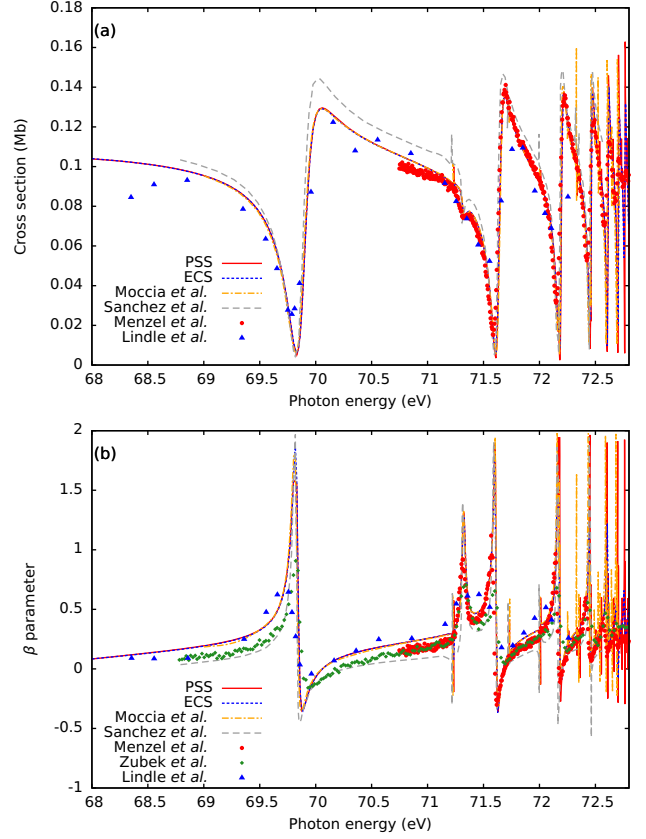 (a)
Cross section (Mb)
0.18
0.16
0.14
0.12
0.1
0.08
0.06
0.04
0.02
0
PSS
ECS
Moccia et al.
Sanchez et al.
Menzel et al.
Lindle et al.
68 68.5 69 69.5 70 70.5 71 71.5 72 72.5
Photon energy (eV)
(b)
β parameter
2
1.5
1
0.5
0
-0.5
-1
PSS
ECS
Moccia et al.
Sanchez et al.
Menzel et al.
Zubek et al.
Lindle et al.
68 68.5 69 69.5 70 70.5 71 71.5 72 72.5
Photon energy (eV)